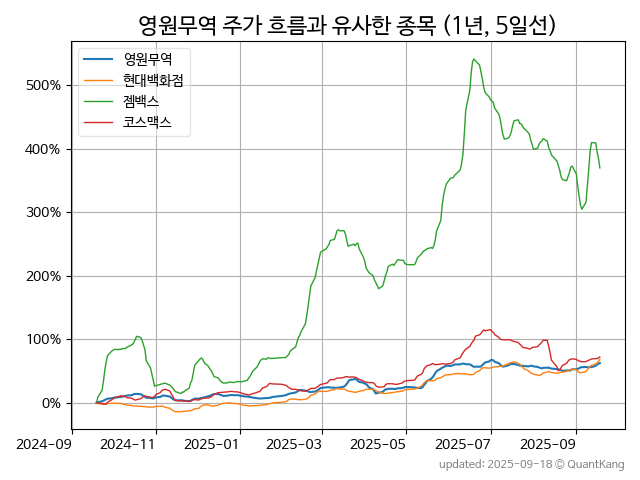 영원무역 주가 흐름과 유사한 종목 (1년, 5일선)
영원무역
현대백화점
젬백스
코스맥스
500%
400%
300%
200%
100%
0%
2024-09 2024-11 2025-01 2025-03 2025-05 2025-07 2025-09
updated: 2025-09-18 © QuantKang